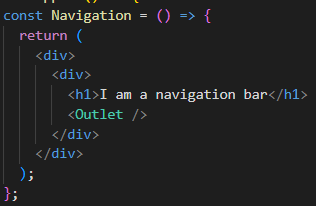 const Navigation = () => {
  return (
    <div>
      <div>
        <h1>I am a navigation bar</h1>
        <Outlet />
      </div>
    </div>
  );
};